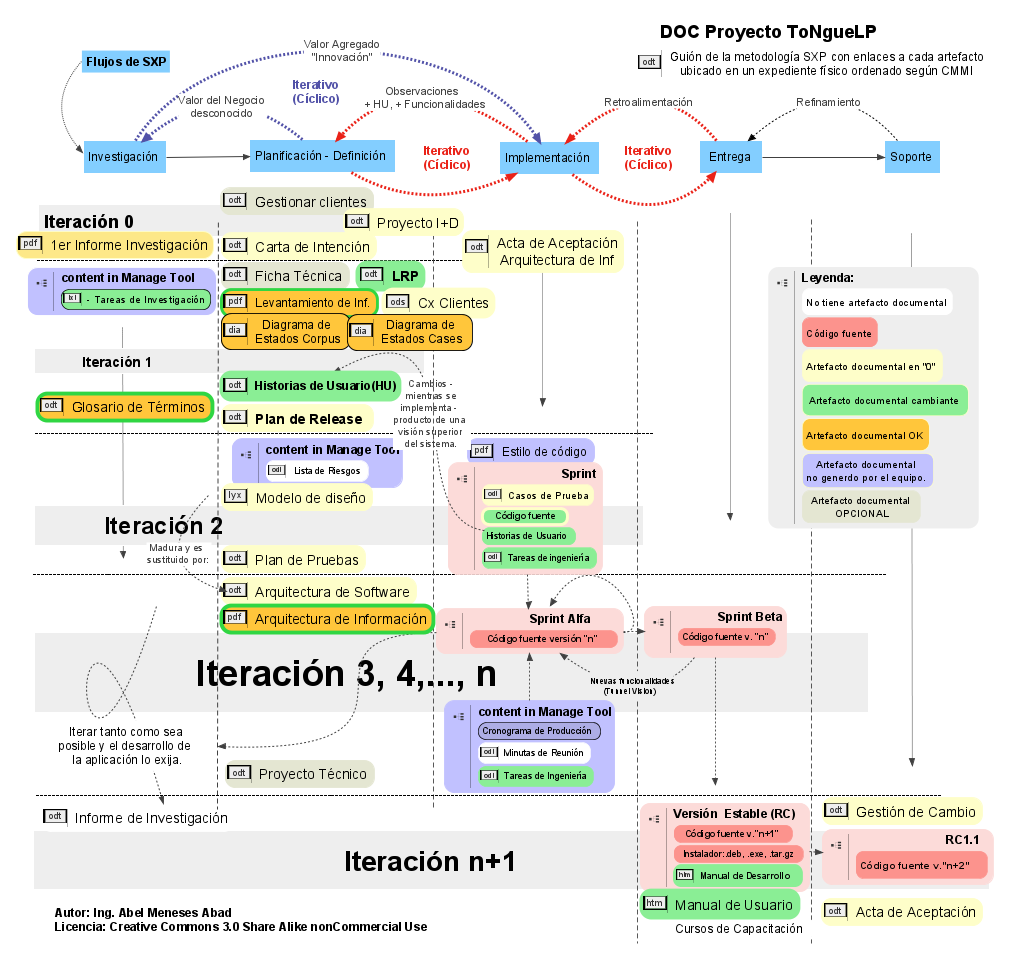 DOC Proyecto ToNgueLP
odt
Guión de la metodología SXP con enlaces a cada artefacto
ubicado en un expediente físico ordenado según CMMI
Flujos de SXP
Valor Agregado
"Innovación"
Iterativo
(Cíclico)
Valor del Negocio
desconocido
Observaciones
+ HU, + Funcionalidades
Retroalimentación
Refinamiento
Investigación
Planificación - Definición
Iterativo
(Cíclico)
Implementación
Iterativo
(Cíclico)
Entrega
Soporte
Iteración 0
odt Gestionar clientes
odt Proyecto I+D
pdf 1er Informe Investigación
odt Carta de Intención
odt Acta de Aceptación
Arquitectura de Inf
content in Manage Tool
txt - Tareas de Investigación
odt Ficha Técnica
odt LRP
pdf Levantamiento de Inf.
ods Cx Clientes
dia Diagrama de
Estados Corpus
dia Diagrama de
Estados Cases
Leyenda:
No tiene artefacto documental
Código fuente
Artefacto documental en "0"
Artefacto documental cambiante
Artefacto documental OK
Artefacto documental
no generdo por el equipo.
Artefacto documental
OPCIONAL
Iteración 1
odt Historias de Usuario(HU)
Cambios -
mientras se
implementa -
producto de una
visión superior
del sistema.
odt Glosario de Términos
odt Plan de Release
content in Manage Tool
odt Lista de Riesgos
pdf Estilo de código
lyx Modelo de diseño
Sprint
odt Casos de Prueba
Código fuente
Historias de Usuario
odt Tareas de ingeniería
Iteración 2
Madura y es
sustituido por:
odt Plan de Pruebas
odt Arquitectura de Software
pdf Arquitectura de Información
Sprint Alfa
Código fuente versión "n"
Sprint Beta
Código fuente v. "n"
Iteración 3, 4,..., n
Nuevas funcionalidades
(Tunnel Vision)
Iterar tanto como sea
posible y el desarrollo de
la aplicación lo exija.
content in Manage Tool
Cronograma de Producción
odt Minutas de Reunión
odt Tareas de Ingeniería
odt Proyecto Técnico
odt Informe de Investigación
Versión Estable (RC)
Código fuente v."n+1"
Instalador:.deb, .exe, .tar.gz
htm Manual de Desarrollo
odt Gestión de Cambio
RC1.1
Código fuente v."n+2"
Iteración n+1
htm Manual de Usuario
odt Acta de Aceptación
Cursos de Capacitación
Autor: Ing. Abel Meneses Abad
Licencia: Creative Commons 3.0 Share Alike nonCommercial Use